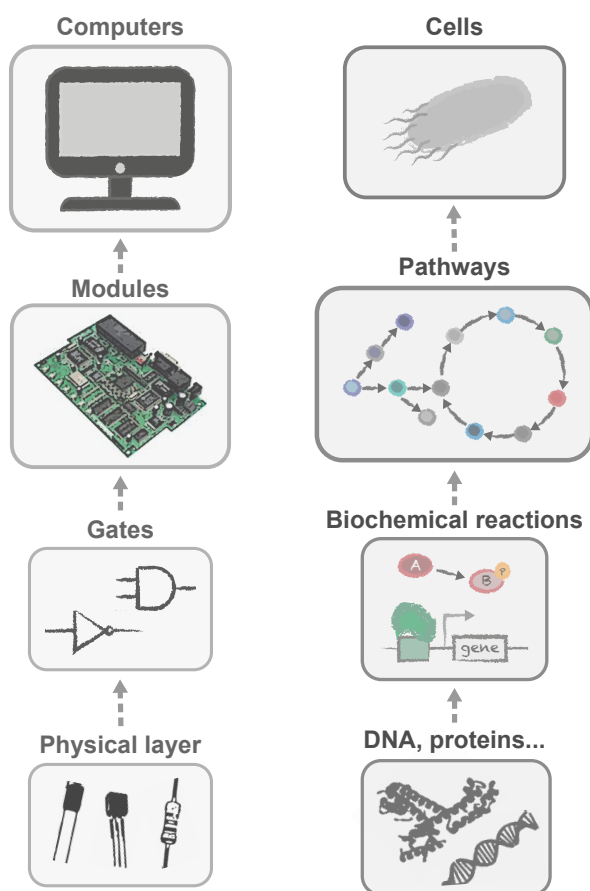 Computers
Cells
Modules
Pathways
Gates
Biochemical reactions
A
B
P
gene
Physical layer
DNA, proteins...